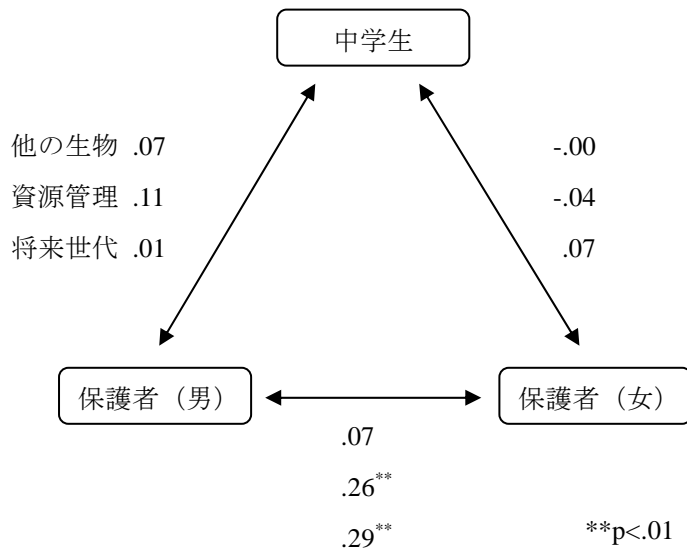 中学生
他の生物 .07
資源管理 .11
将来世代 .01
-.00
-.04
.07
保護者（男）
保護者（女）
.07
.26**
.29**
**p<.01